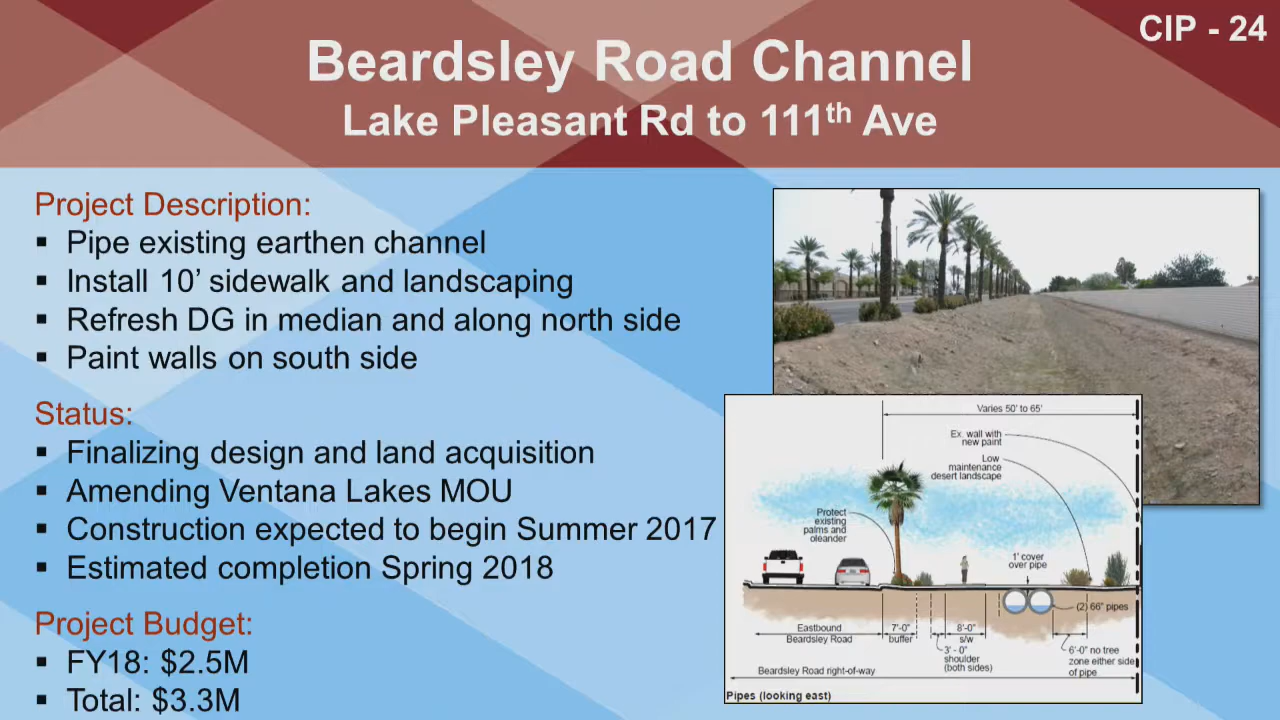 CIP - 24
Beardsley Road Channel
Lake Pleasant Rd to 111th Ave
Project Description:
▪ Pipe existing earthen channel
▪ Install 10’ sidewalk and landscaping
▪ Refresh DG in median and along north side
▪ Paint walls on south side
Status:
▪ Finalizing design and land acquisition
▪ Amending Ventana Lakes MOU
▪ Construction expected to begin Summer 2017
▪ Estimated completion Spring 2018
Project Budget:
▪ FY18: $2.5M
▪ Total: $3.3M
Varies 50' to 65'
Ex. wall with
new paint
Low
maintenance
desert landscape
Protect
existing
palms and
oleander
1' cover
over pipe
(2) 66" pipes
Eastbound
Beardsley Road
7'-0"
buffer
8'-0"
s/w
3' - 0"
shoulder
(both sides)
6'-0" no tree
zone either side
of pipe
Beardsley Road right-of-way
Pipes (looking east)